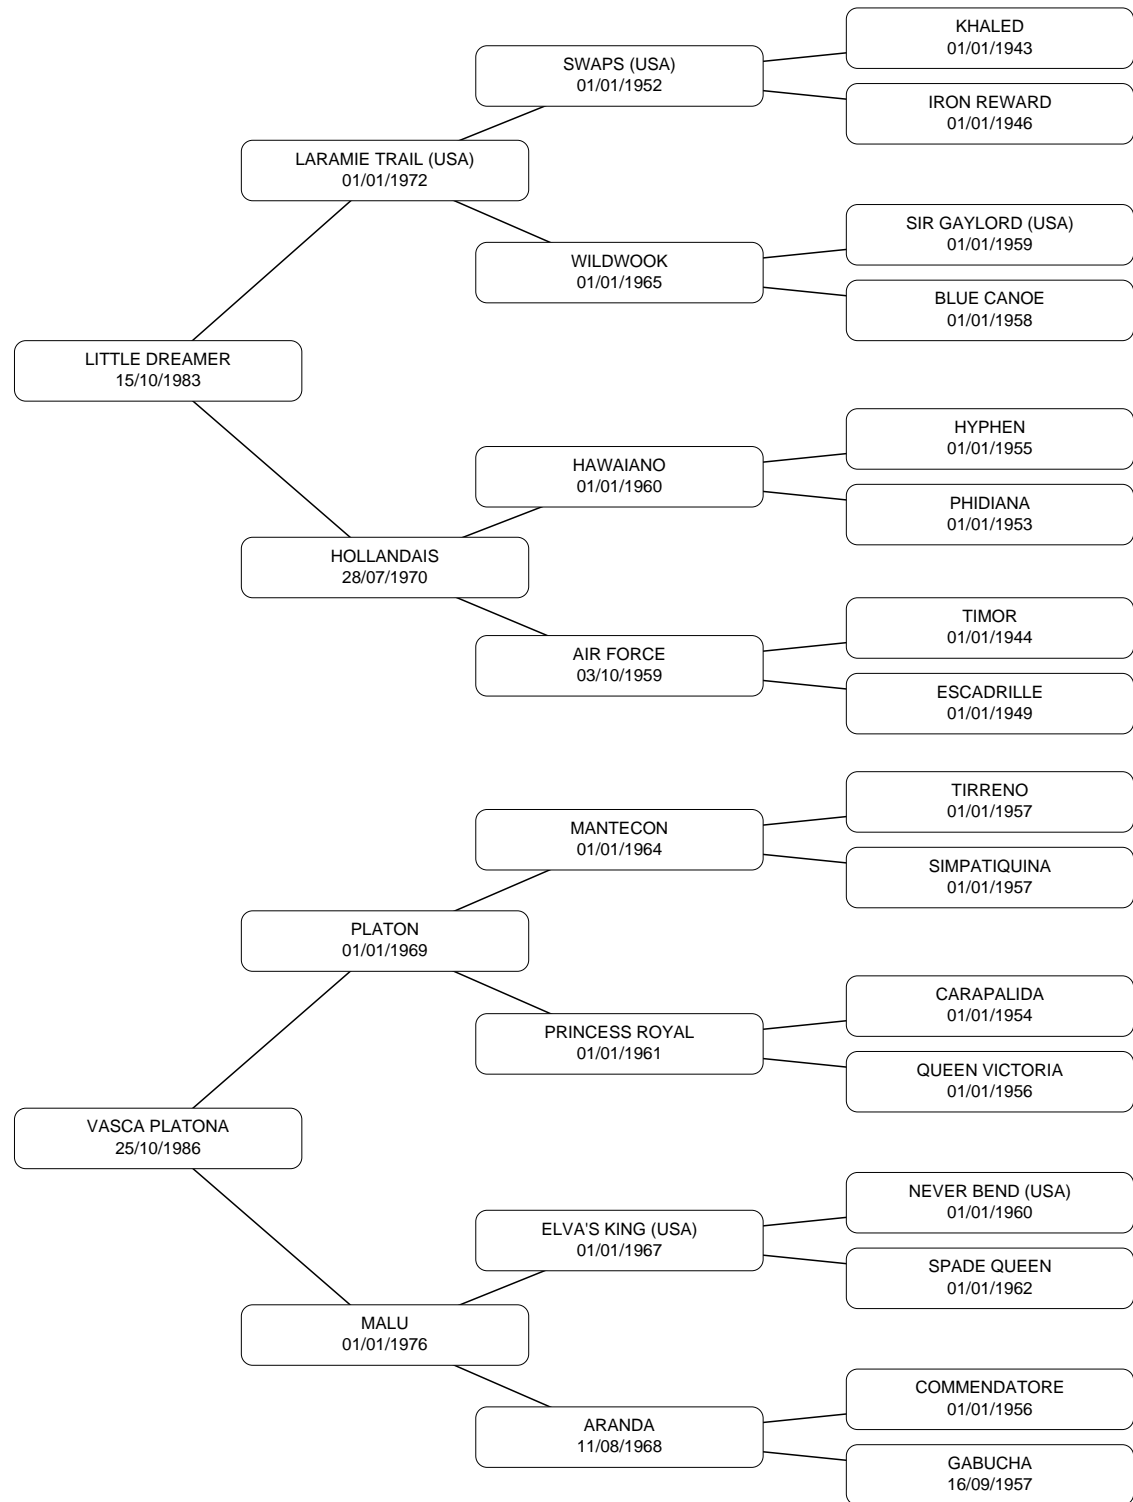 KHALED
01/01/1943
SWAPS (USA)
01/01/1952
IRON REWARD
01/01/1946
LARAMIE TRAIL (USA)
01/01/1972
SIR GAYLORD (USA)
01/01/1959
WILDWOOK
01/01/1965
BLUE CANOE
01/01/1958
LITTLE DREAMER
15/10/1983
HYPHEN
01/01/1955
HAWAIANO
01/01/1960
PHIDIANA
01/01/1953
HOLLANDAIS
28/07/1970
TIMOR
01/01/1944
AIR FORCE
03/10/1959
ESCADRILLE
01/01/1949
TIRRENO
01/01/1957
MANTECON
01/01/1964
SIMPATIQUINA
01/01/1957
PLATON
01/01/1969
CARAPALIDA
01/01/1954
PRINCESS ROYAL
01/01/1961
QUEEN VICTORIA
01/01/1956
VASCA PLATONA
25/10/1986
NEVER BEND (USA)
01/01/1960
ELVA'S KING (USA)
01/01/1967
SPADE QUEEN
01/01/1962
MALU
01/01/1976
COMMENDATORE
01/01/1956
ARANDA
11/08/1968
GABUCHA
16/09/1957